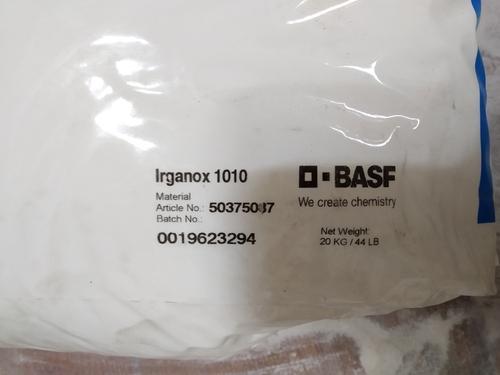 Irganox 1010
Material
Article No.:
Batch No.:
0019623294
BASF
We create chemistry
Net Weight:
20 KG / 44 LB